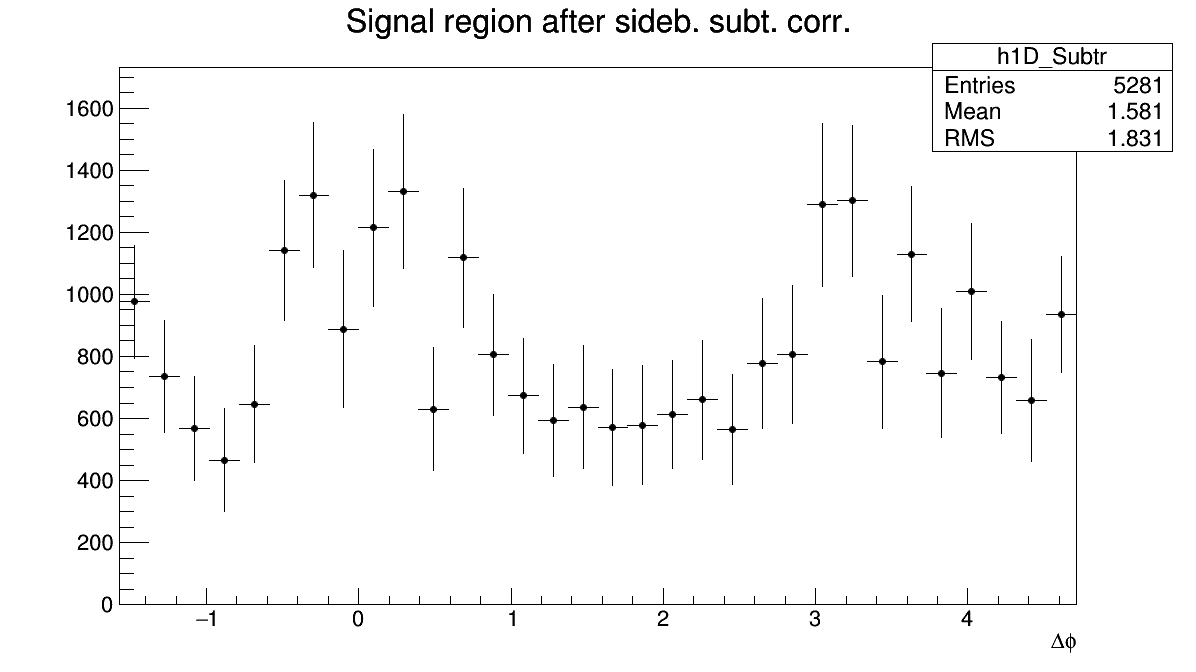 Signal region after sideb. subt. corr.
h1D_Subtr
Entries 5281
Mean 1.581
RMS 1.831
1600
1400
1200
1000
800
600
400
200
0
−1 0 1 2 3 4
Δϕ